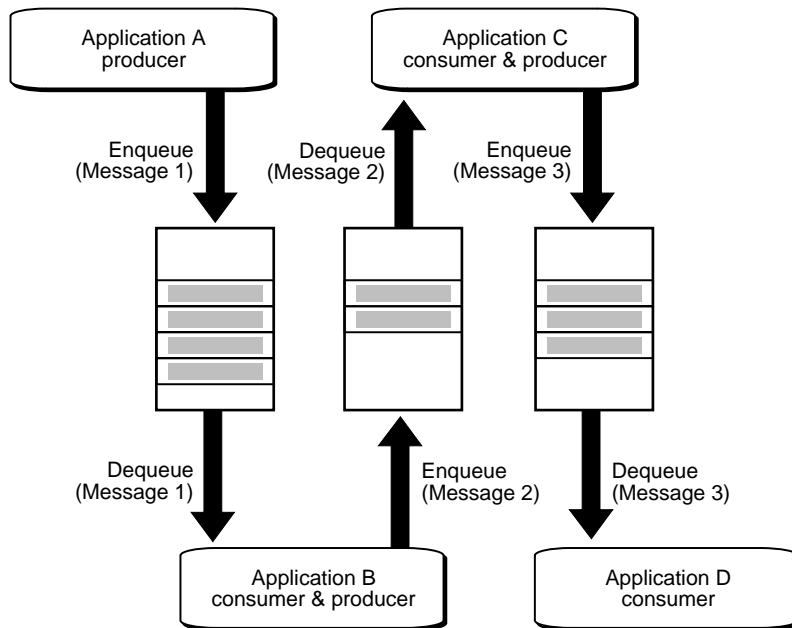 Application A
producer
Application C
consumer & producer
Enqueue
(Message 1)
Dequeue
(Message 2)
Enqueue
(Message 3)
Dequeue
(Message 1)
Enqueue
(Message 2)
Dequeue
(Message 3)
Application B
consumer & producer
Application D
consumer